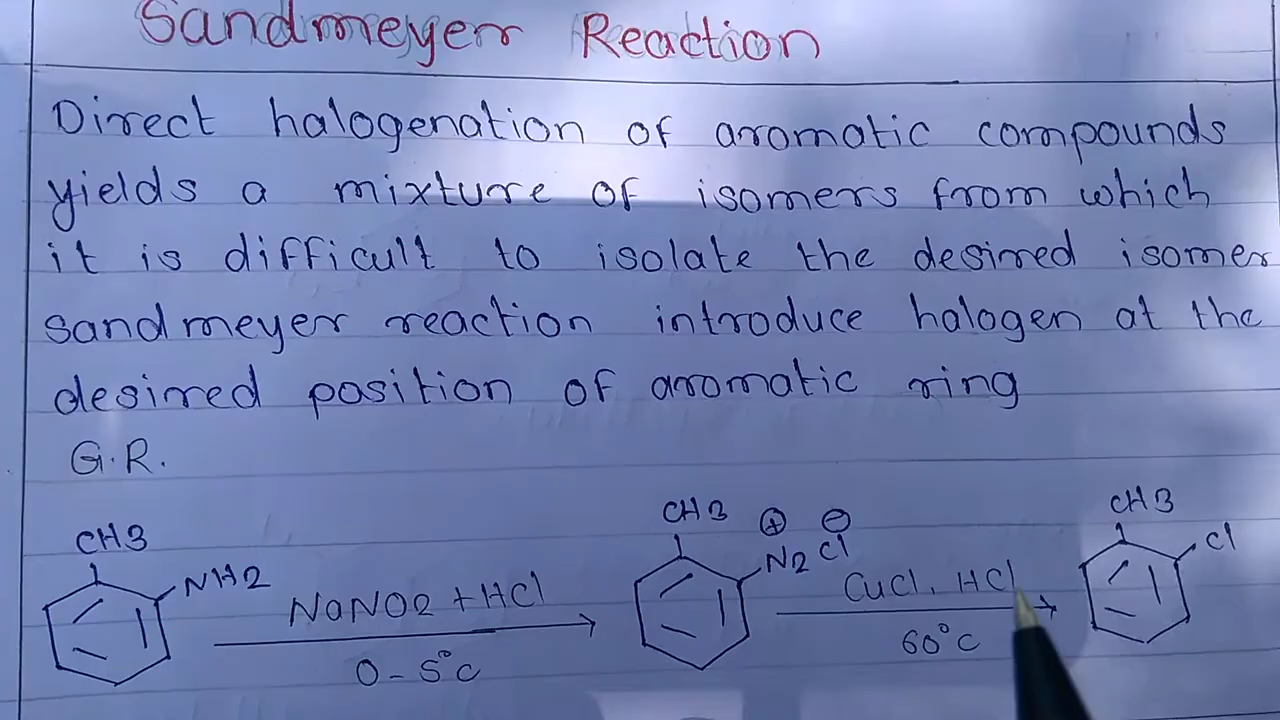 Sandmeyer Reaction
Direct halogenation of aromatic compounds
yields a mixture of isomers from which
it is difficult to isolate the desired isomer
sandmeyer reaction introduce halogen at the
desired position of aromatic ring
G.R.
CH3 NH2 NaNO2 + HCl 0-5°c CH3 N2 ⊕ Cl ⊖ CuCl, HCl 60°c CH3 Cl